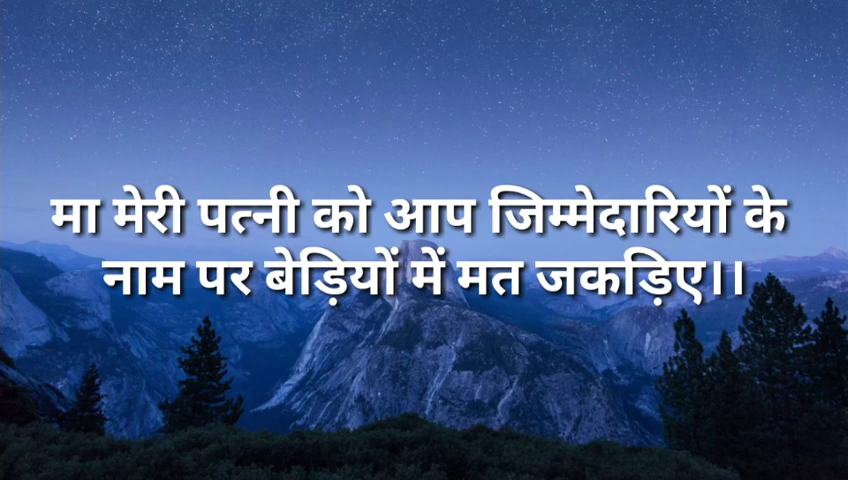 मा मेरी पत्नी को आप जिम्मेदारियों के
नाम पर बेड़ियों में मत जकड़िए।।